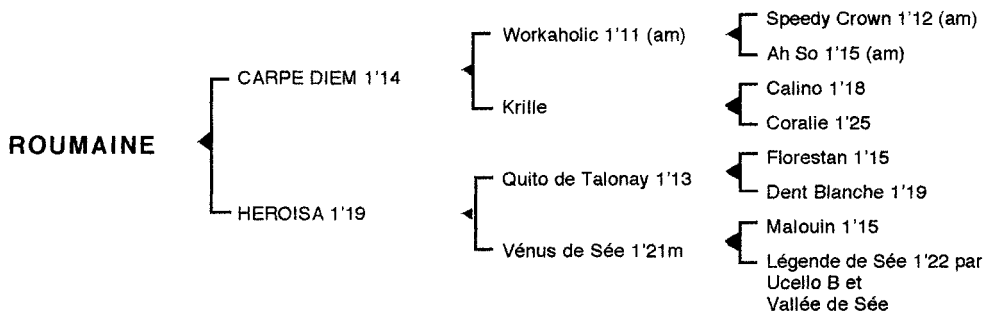 ROUMAINE
CARPE DIEM 1'14
HEROISA 1'19
Workaholic 1'11 (am)
Krille
Quito de Talonay 1'13
Vénus de Sée 1'21m
Speedy Crown 1'12 (am)
Ah So 1'15 (am)
Calino 1'18
Coralie 1'25
Florestan 1'15
Dent Blanche 1'19
Malouin 1'15
Légende de Sée 1'22 par
Ucello B et
Vallée de Sée